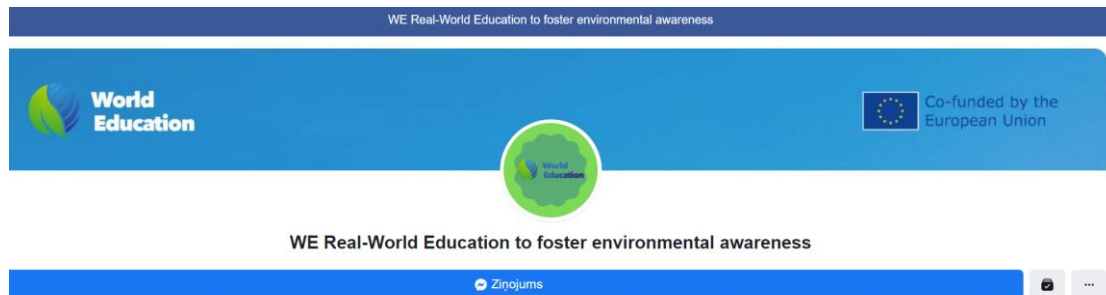 WE Real-World Education to foster environmental awareness
World
Education
Co-funded by the
European Union
World
Education
WE Real-World Education to foster environmental awareness
Ziņojums